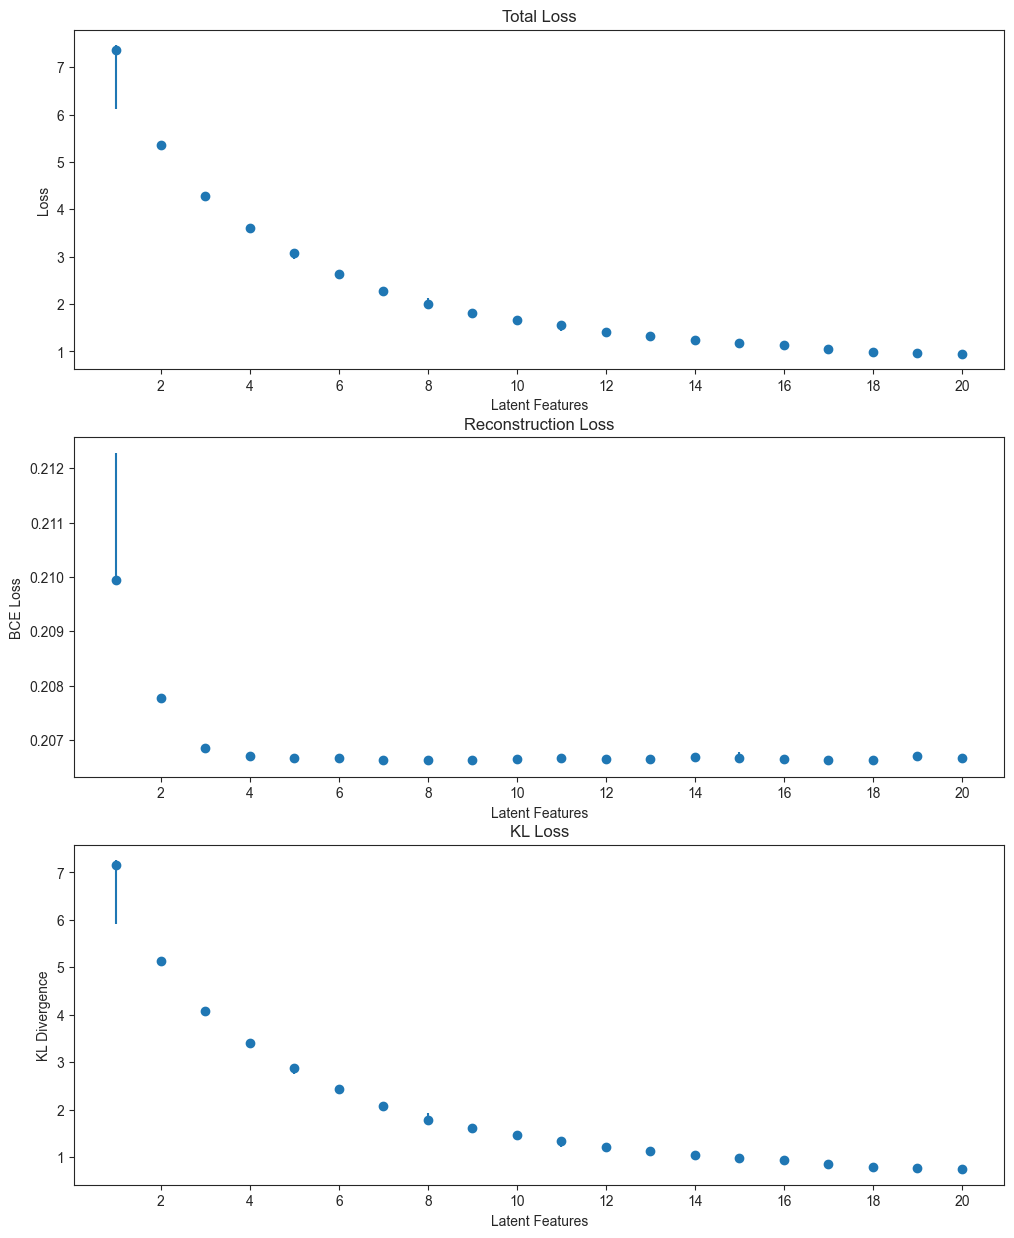 Total Loss
7
6
5
4
3
2
1
Loss
2 4 6 8 10 12 14 16 18 20
Latent Features
Reconstruction Loss
0.212
0.211
0.210
0.209
0.208
0.207
BCE Loss
2 4 6 8 10 12 14 16 18 20
Latent Features
KL Loss
7
6
5
4
3
2
1
KL Divergence
2 4 6 8 10 12 14 16 18 20
Latent Features